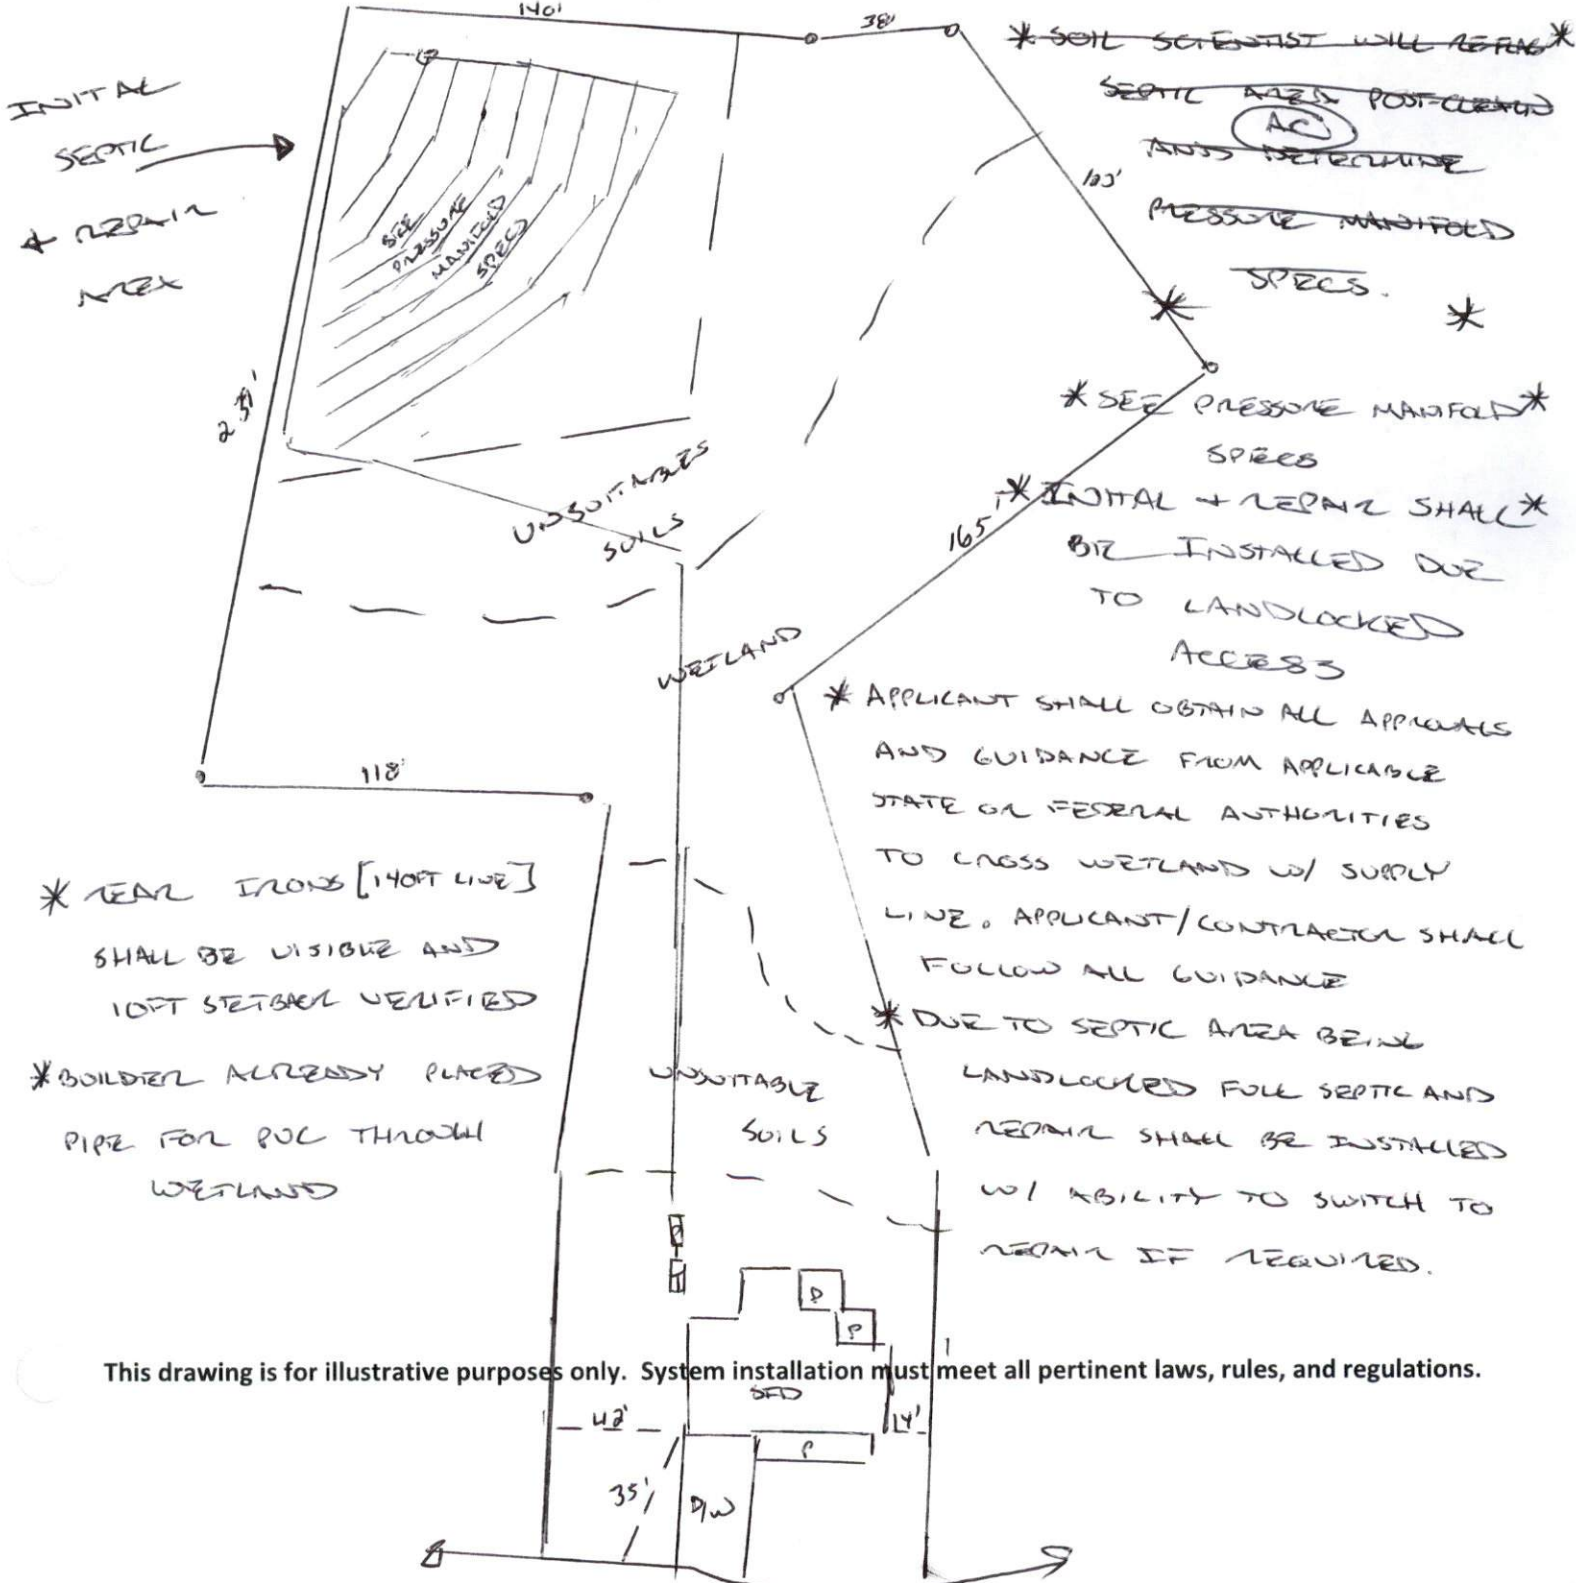 140'
38'
* SOIL SCIENTIST WILL REFLAG *
SEPTIC AREA POST-CLEARING
AC
AND DETERMINE
PRESSURE MANIFOLD
SPECS.
*
INITAL
SEPTIC
+ REPAIR
AREA
SEE
PRESSURE
MANIFOLD
SPECS
*
* SEE PRESSURE MANIFOLD *
SPECS
* INITAL + REPAIR SHALL *
BE INSTALLED DUE
TO LANDLOCKED
ACCESS
165'
UNSUITABLES
SOILS
WETLAND
118'
* APPLICANT SHALL OBTAIN ALL APPROVALS
AND GUIDANCE FROM APPLICABLE
STATE OR FEDERAL AUTHORITIES
TO CROSS WETLAND W/ SUPPLY
LINE. APPLICANT/CONTRACTOR SHALL
FOLLOW ALL GUIDANCE
* DUE TO SEPTIC AREA BEING
LANDLOCKED FULL SEPTIC AND
REPAIR SHALL BE INSTALLED
W/ ABILITY TO SWITCH TO
REPAIR IF REQUIRED.
* REAR IRONS [140FT LINE]
SHALL BE VISIBLE AND
10FT SETBACK VERIFIED
* BUILDER ALREADY PLACED
PIPE FOR PVC THROUGH
WETLAND
UNSUITABLE
SOILS
D
P
This drawing is for illustrative purposes only. System installation must meet all pertinent laws, rules, and regulations.
SFD
42'
14'
P
35'
D/W